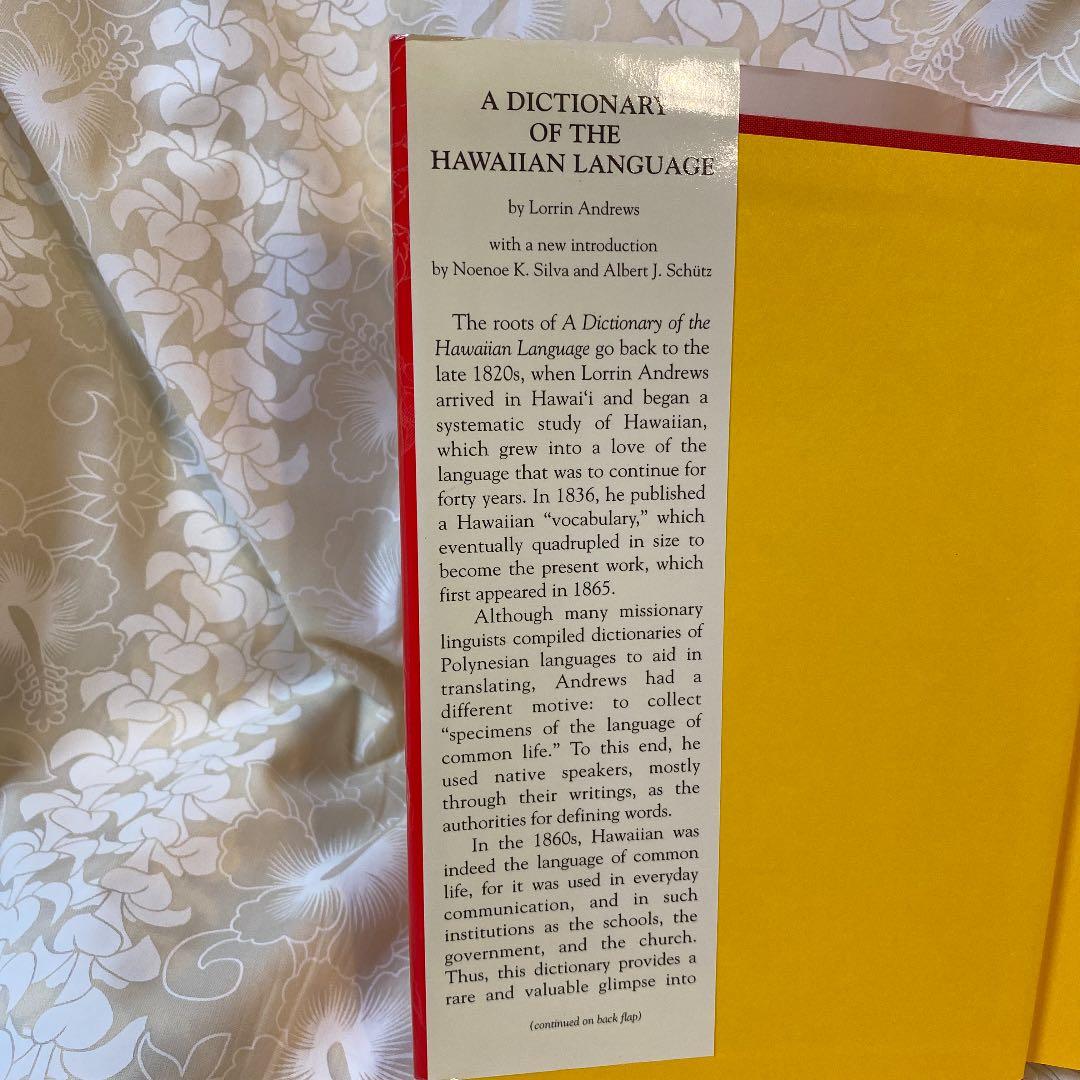 A DICTIONARY
OF THE
HAWAIIAN LANGUAGE
by Lorrin Andrews
with a new introduction
by Noenoe K. Silva and Albert J. Schütz
The roots of A Dictionary of the
Hawaiian Language go back to the
late 1820s, when Lorrin Andrews
arrived in Hawai‘i and began a
systematic study of Hawaiian,
which grew into a love of the
language that was to continue for
forty years. In 1836, he published
a Hawaiian “vocabulary,” which
eventually quadrupled in size to
become the present work, which
first appeared in 1865.
Although many missionary
linguists compiled dictionaries of
Polynesian languages to aid in
translating, Andrews had a
different motive: to collect
“specimens of the language of
common life.” To this end, he
used native speakers, mostly
through their writings, as the
authorities for defining words.
In the 1860s, Hawaiian was
indeed the language of common
life, for it was used in everyday
communication, and in such
institutions as the schools, the
government, and the church.
Thus, this dictionary provides a
rare and valuable glimpse into
(continued on back flap)